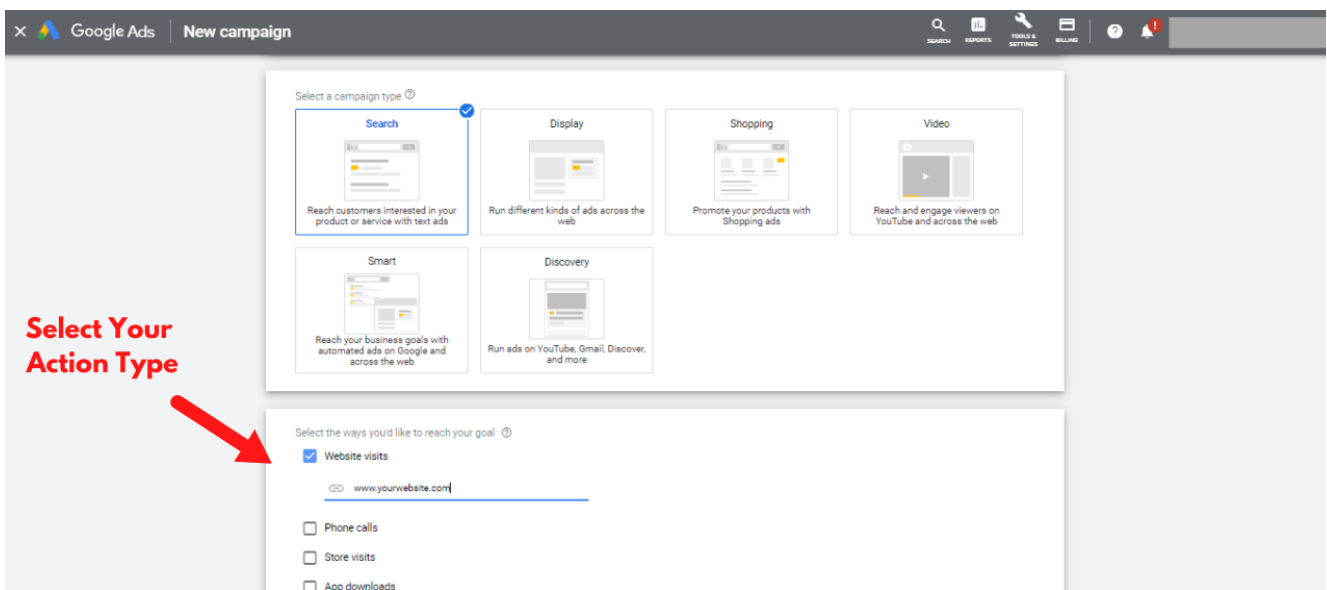 Google Ads New campaign
SEARCH REPORTS TOOLS & SETTINGS BILLING
Select a campaign type
Search
Reach customers interested in your
product or service with text ads
Display
Run different kinds of ads across the
web
Shopping
Promote your products with
Shopping ads
Video
Reach and engage viewers on
YouTube and across the web
Smart
Reach your business goals with
automated ads on Google and
across the web
Discovery
Run ads on YouTube, Gmail, Discover,
and more
Select Your
Action Type
Select the ways you'd like to reach your goal
Website visits
www.yourwebsite.com
Phone calls
Store visits
App downloads